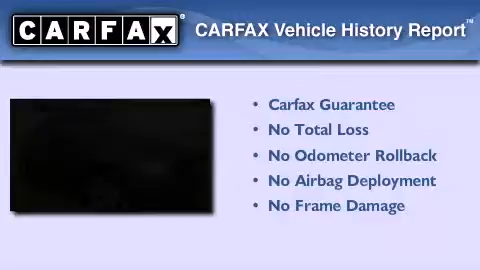 CARFAX® CARFAX Vehicle History Report™
• Carfax Guarantee
• No Total Loss
• No Odometer Rollback
• No Airbag Deployment
• No Frame Damage